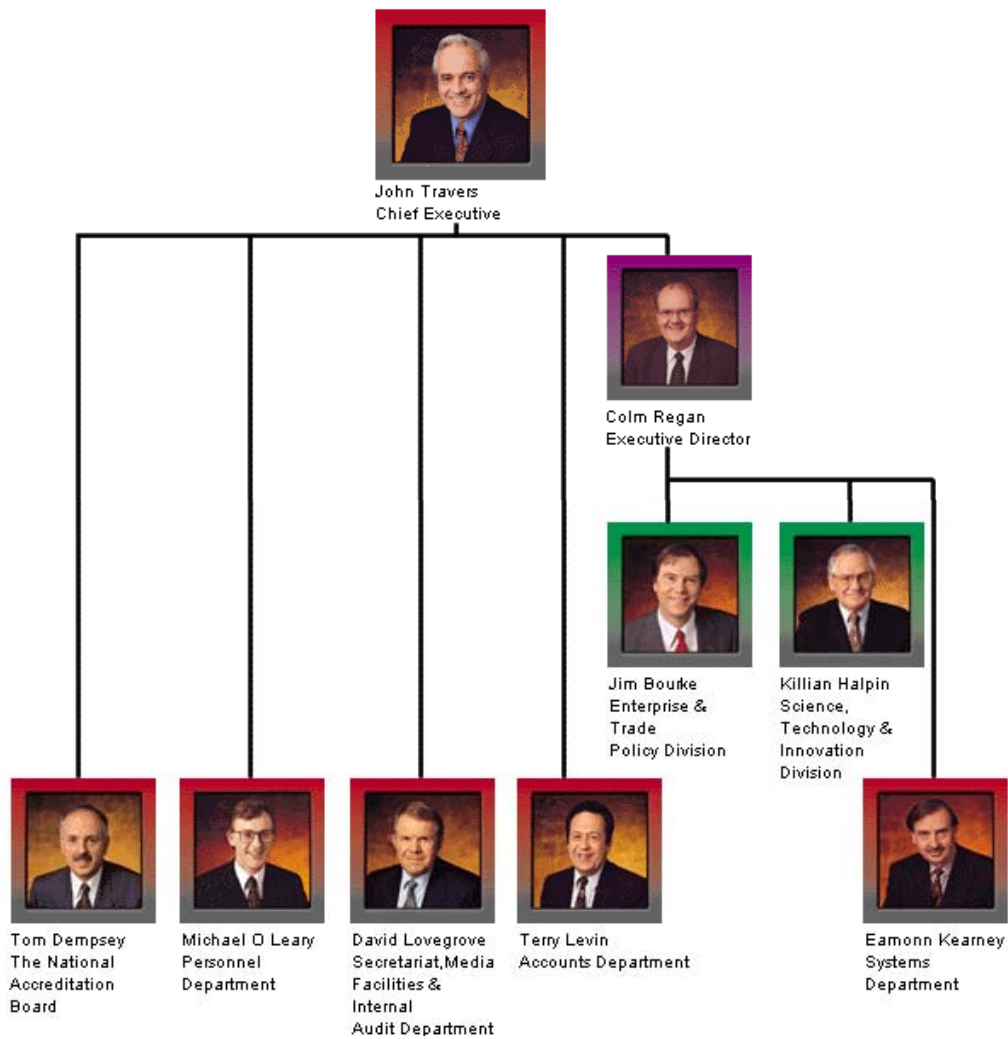 John Travers
Chief Executive
Colm Regan
Executive Director
Jim Bourke
Enterprise &
Trade
Policy Division
Killian Halpin
Science,
Technology &
Innovation
Division
Tom Dempsey
The National
Accreditation
Board
Michael O Leary
Personnel
Department
David Lovegrove
Secretariat,Media
Facilities &
Internal
Audit Department
Terry Levin
Accounts Department
Eamonn Kearney
Systems
Department